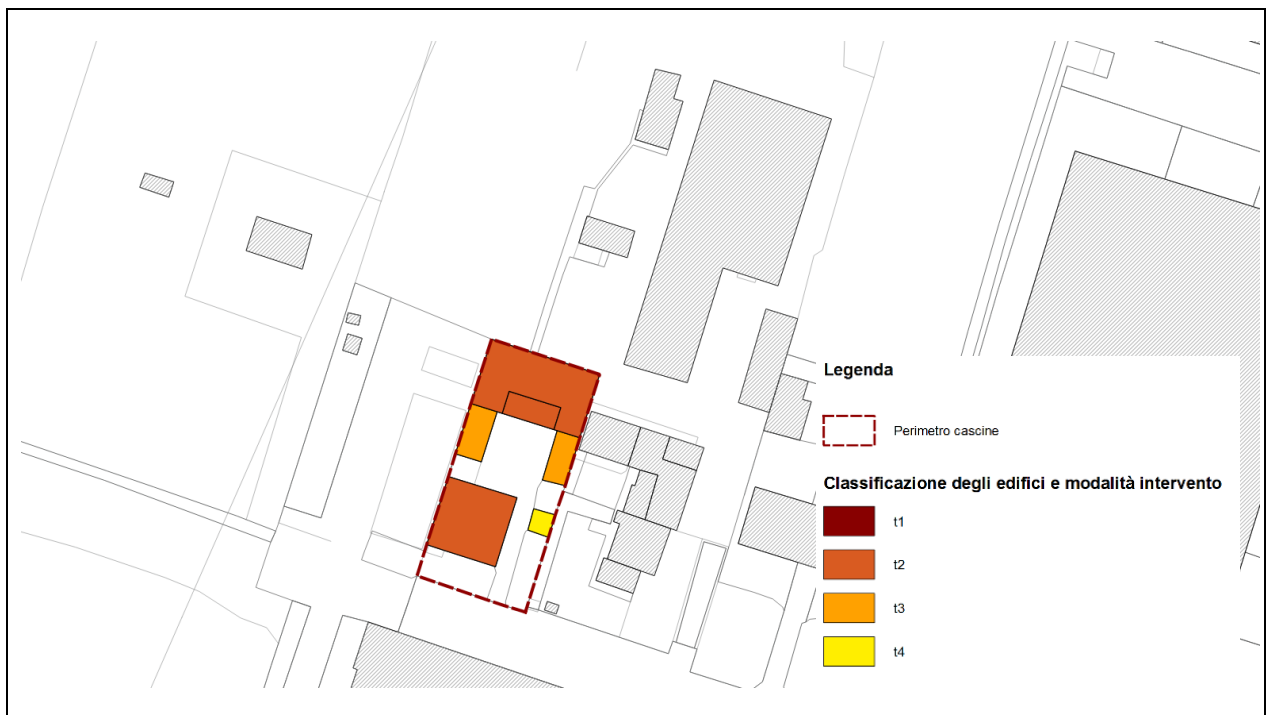 Legenda
Perimetro cascine
Classificazione degli edifici e modalità intervento
t1
t2
t3
t4